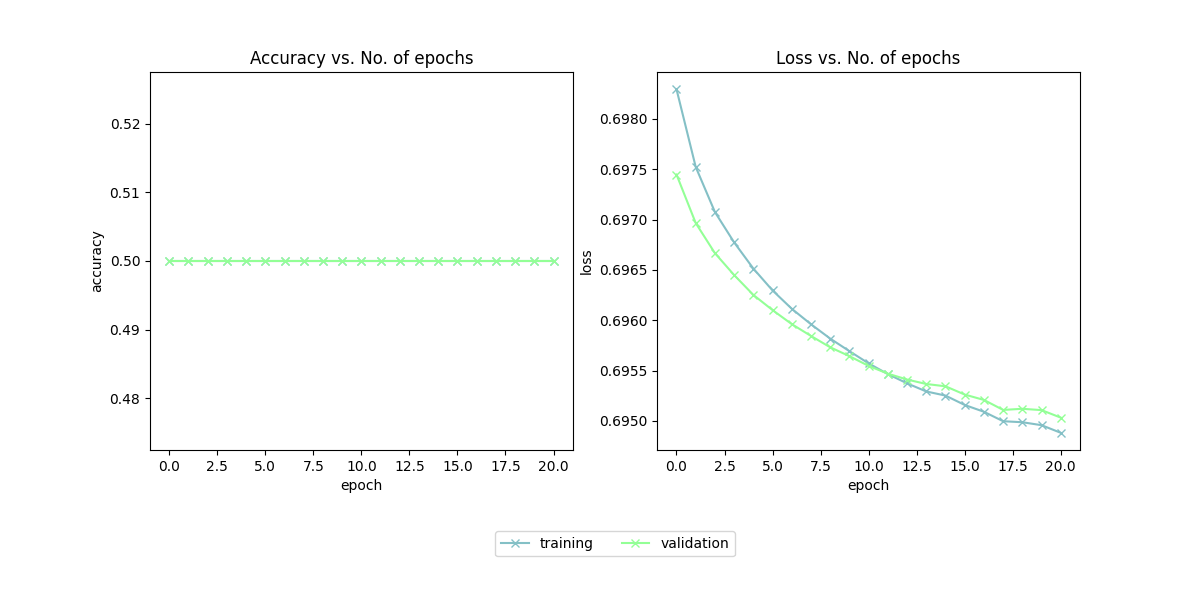 Accuracy vs. No. of epochs
0.52
0.51
0.50
0.49
0.48
accuracy
0.0 2.5 5.0 7.5 10.0 12.5 15.0 17.5 20.0
epoch
Loss vs. No. of epochs
0.6980
0.6975
0.6970
0.6965
0.6960
0.6955
0.6950
loss
0.0 2.5 5.0 7.5 10.0 12.5 15.0 17.5 20.0
epoch
training validation